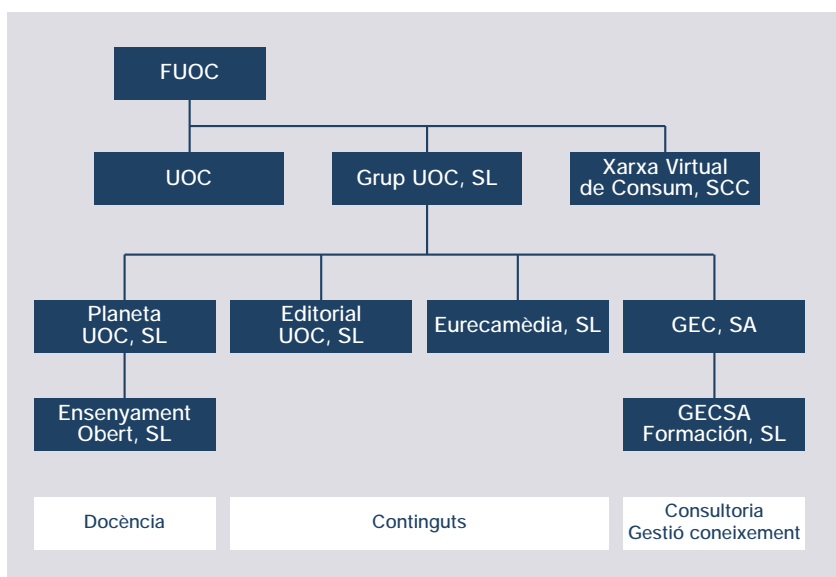 FUOC
UOC
Grup UOC, SL
Xarxa Virtual
de Consum, SCC
Planeta
UOC, SL
Editorial
UOC, SL
Eurecamèdia, SL
GEC, SA
Ensenyament
Obert, SL
GECSA
Formación, SL
Docència
Continguts
Consultoria
Gestió coneixement